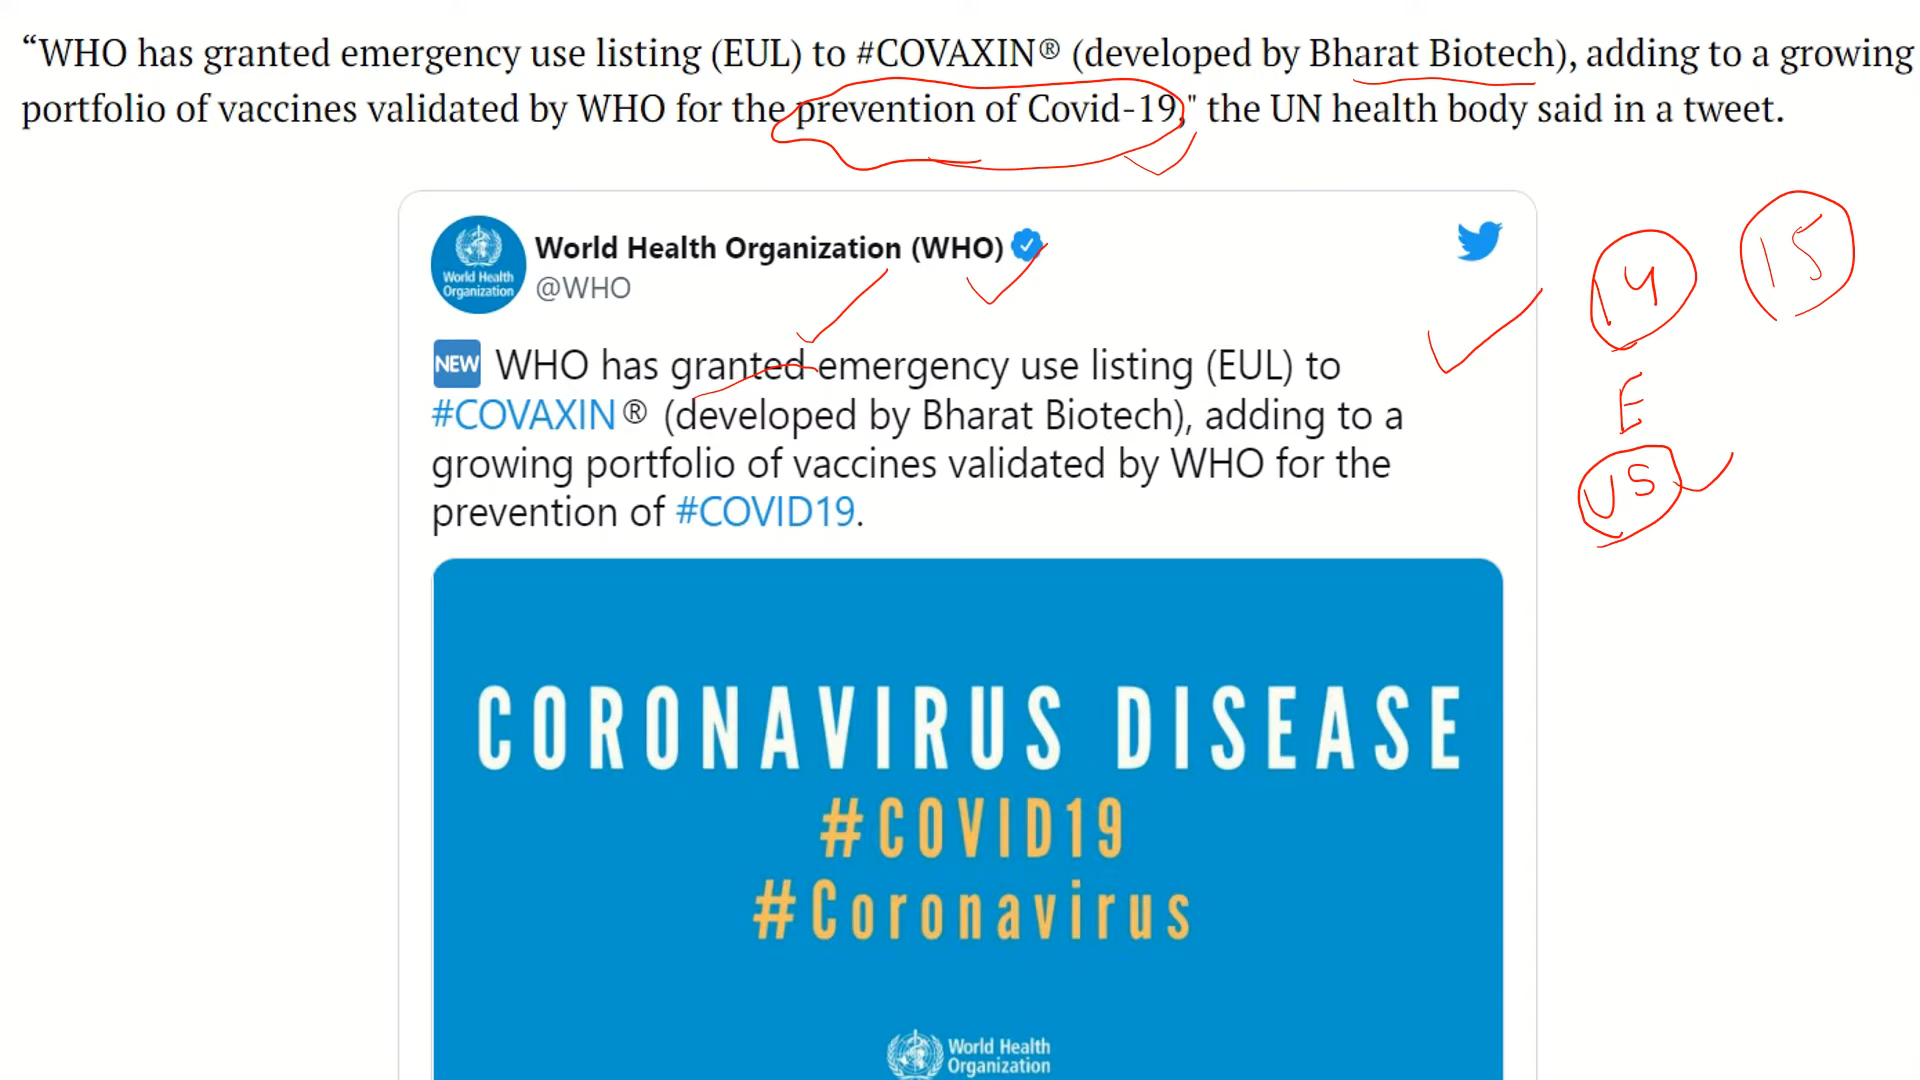 “WHO has granted emergency use listing (EUL) to #COVAXIN® (developed by Bharat Biotech), adding to a growing
portfolio of vaccines validated by WHO for the prevention of Covid-19," the UN health body said in a tweet.
World Health Organization (WHO)
@WHO
World Health
Organization
15
14
E
US
NEW WHO has granted emergency use listing (EUL) to
#COVAXIN® (developed by Bharat Biotech), adding to a
growing portfolio of vaccines validated by WHO for the
prevention of #COVID19.
CORONAVIRUS DISEASE
#COVID19
#Coronavirus
World Health
Organization